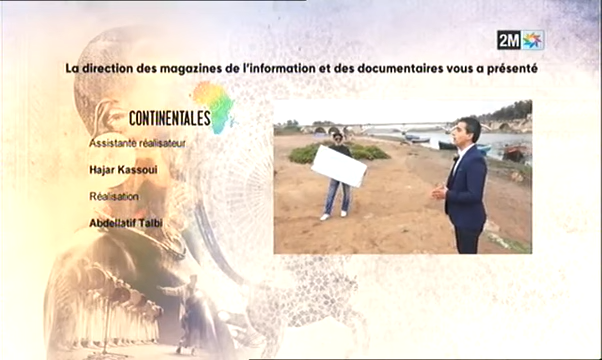 2M
La direction des magazines de l'information et des documentaires vous a présenté
CONTINENTALES
Assistante réalisateur
Hajar Kassoui
Réalisation
Abdellatif Talbi